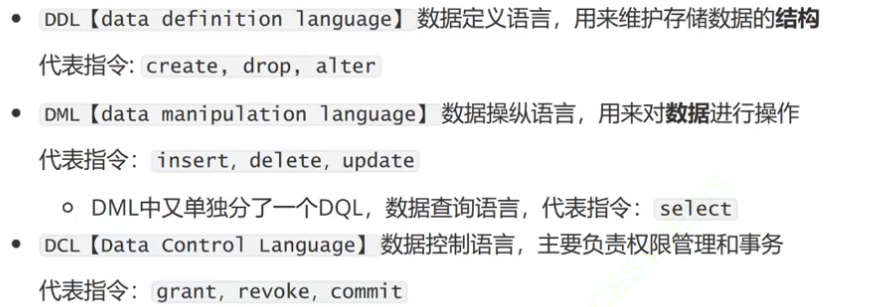 • DDL【data definition language】数据定义语言，用来维护存储数据的结构
代表指令: create, drop, alter
• DML【data manipulation language】数据操纵语言，用来对数据进行操作
代表指令：insert, delete, update
○ DML中又单独分了一个DQL，数据查询语言，代表指令：select
• DCL【Data Control Language】数据控制语言，主要负责权限管理和事务
代表指令：grant, revoke, commit